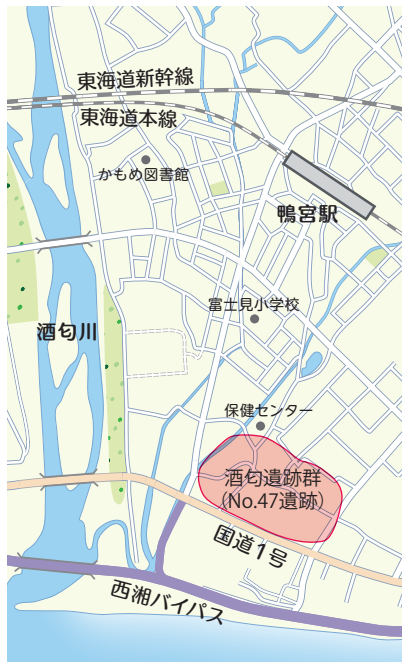 東海道新幹線
東海道本線
かもめ図書館
鴨宮駅
富士見小学校
酒匂川
保健センター
酒匂遺跡群
(No.47遺跡)
国道1号
西湘バイパス